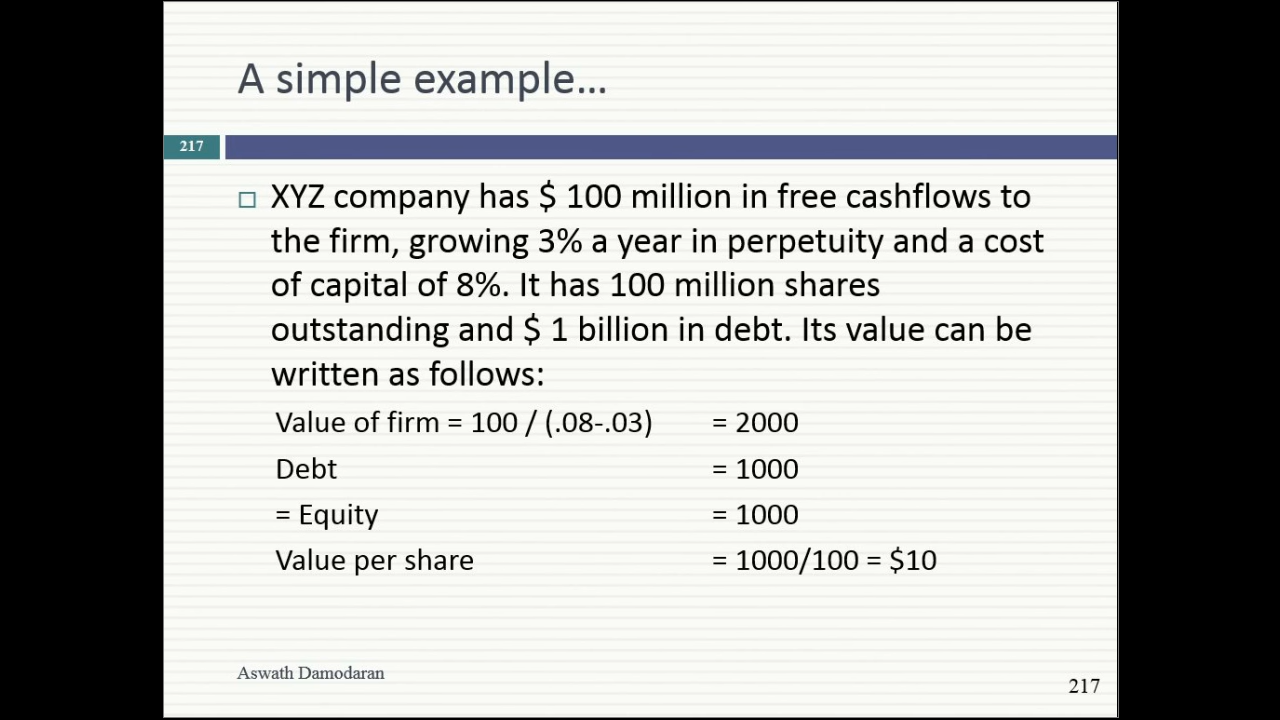 A simple example...
217
XYZ company has $ 100 million in free cashflows to
the firm, growing 3% a year in perpetuity and a cost
of capital of 8%. It has 100 million shares
outstanding and $ 1 billion in debt. Its value can be
written as follows:
Value of firm = 100 / (.08-.03) = 2000
Debt = 1000
= Equity = 1000
Value per share = 1000/100 = $10
Aswath Damodaran
217